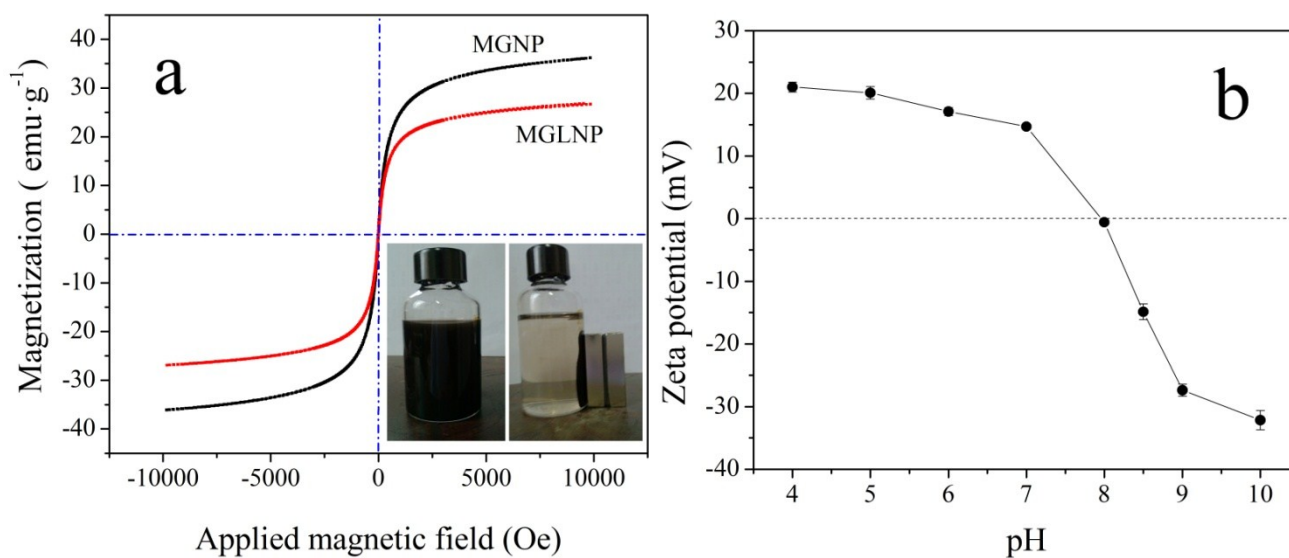 a
MGNP
MGLNP
Magnetization ( emu·g⁻¹)
40
30
20
10
0
-10
-20
-30
-40
-10000 -5000 0 5000 10000
Applied magnetic field (Oe)
b
Zeta potential (mV)
30
20
10
0
-10
-20
-30
-40
4 5 6 7 8 9 10
pH